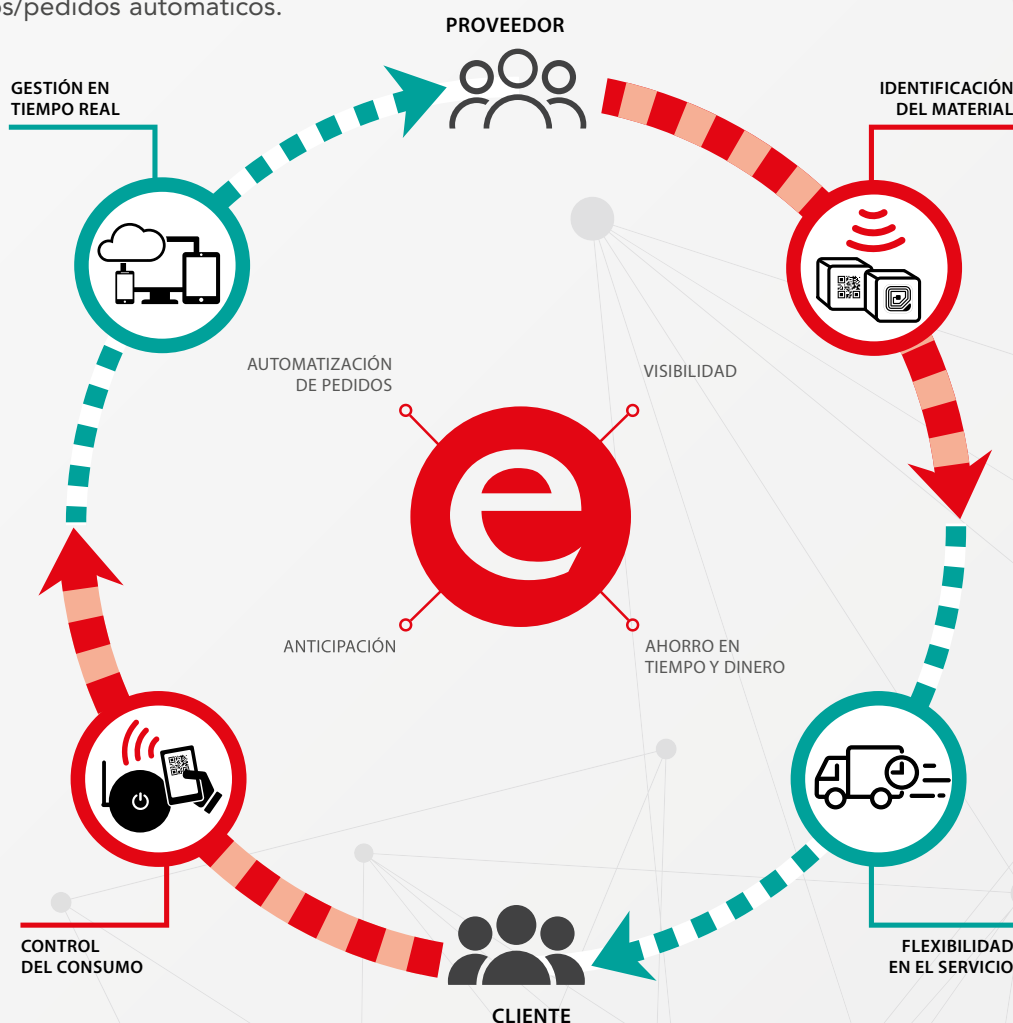 os/pedidos automáticos.
PROVEEDOR
GESTIÓN EN
TIEMPO REAL
IDENTIFICACIÓN
DEL MATERIAL
AUTOMATIZACIÓN
DE PEDIDOS
VISIBILIDAD
e
ANTICIPACIÓN
AHORRO EN
TIEMPO Y DINERO
CONTROL
DEL CONSUMO
FLEXIBILIDAD
EN EL SERVICIO
CLIENTE